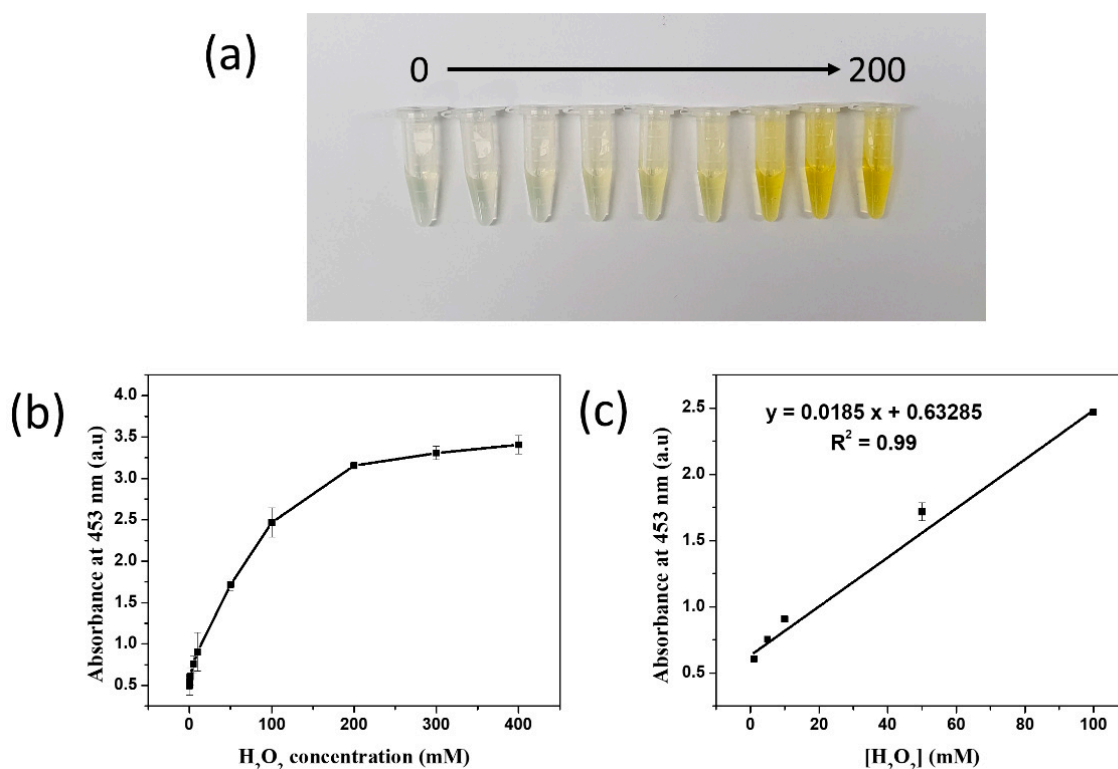 (a)
0 200
(b)
Absorbance at 453 nm (a.u)
4.0
3.5
3.0
2.5
2.0
1.5
1.0
0.5
0 100 200 300 400
H₂O₂ concentration (mM)
(c)
Absorbance at 453 nm (a.u)
y = 0.0185 x + 0.63285
R² = 0.99
2.5
2.0
1.5
1.0
0.5
0 20 40 60 80 100
[H₂O₂] (mM)